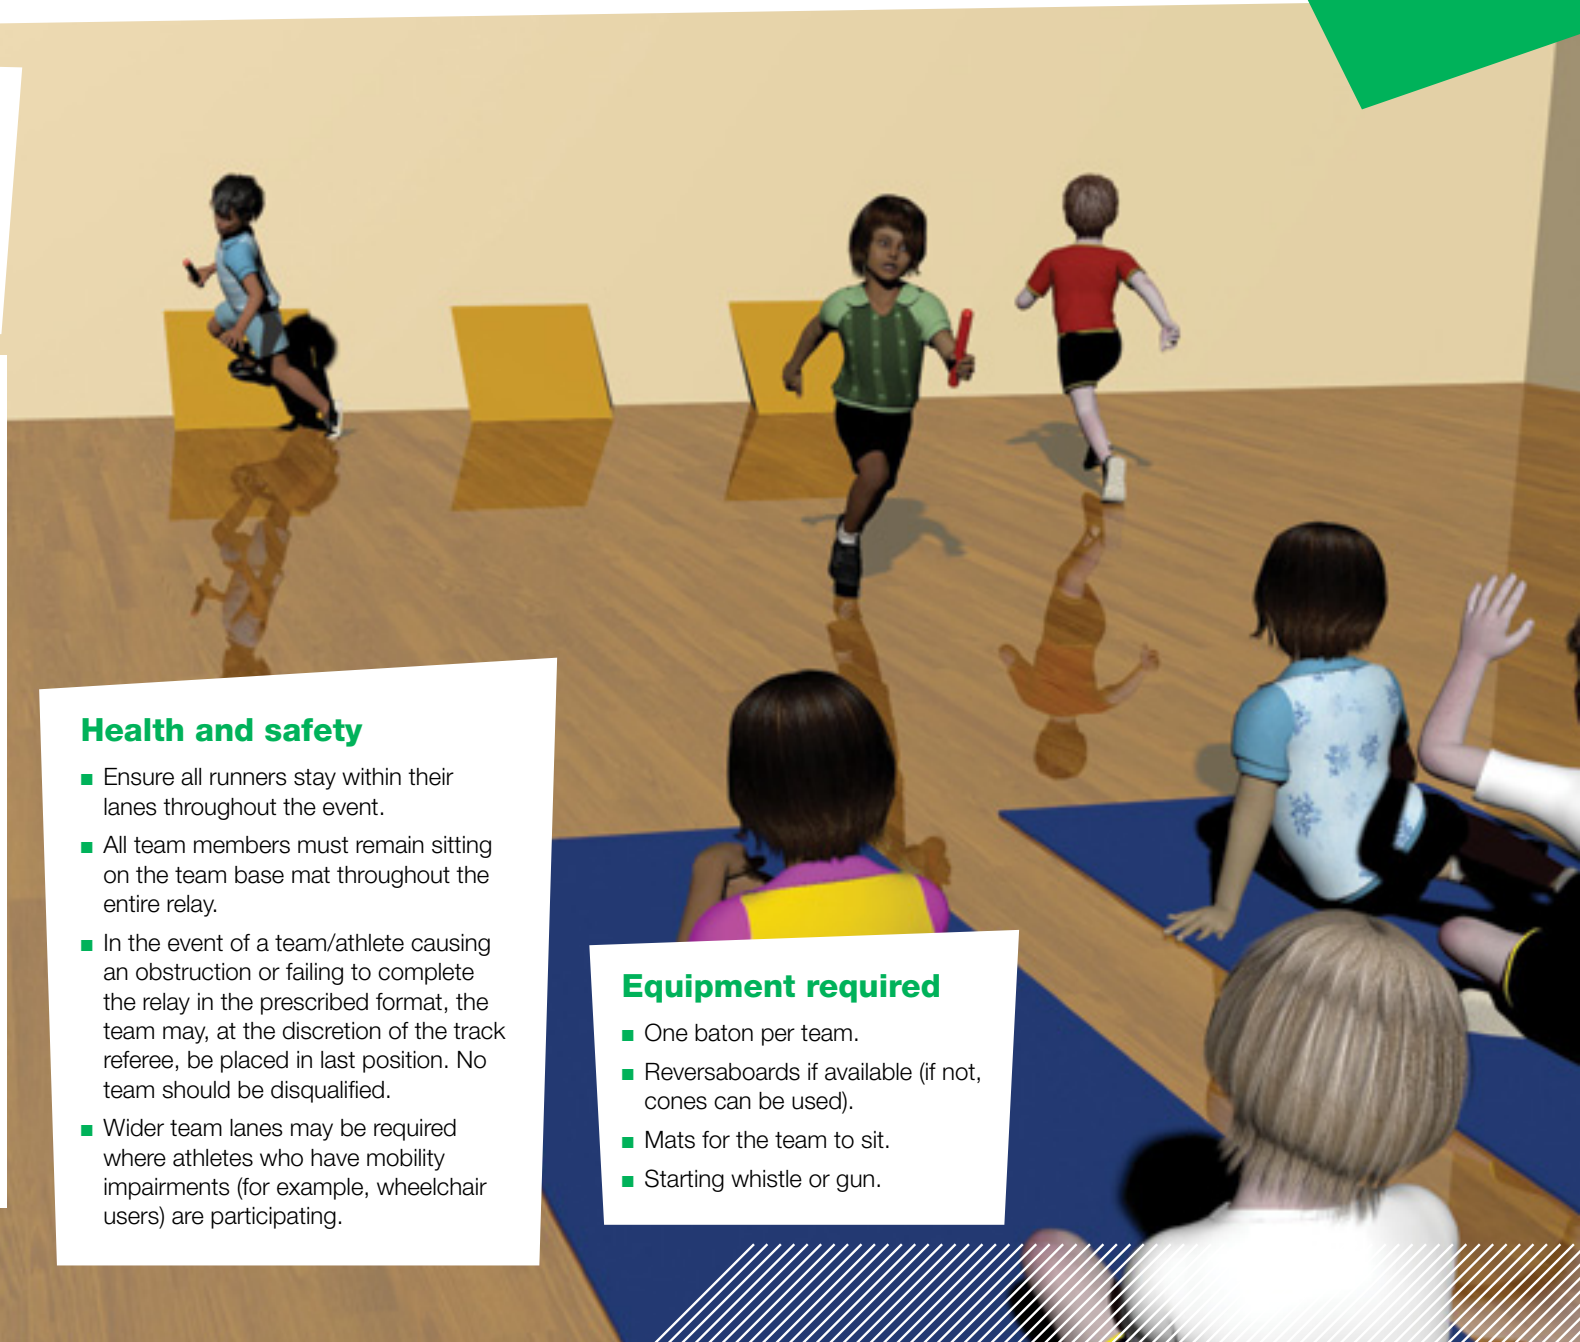 Health and safety
■ Ensure all runners stay within their
lanes throughout the event.
■ All team members must remain sitting
on the team base mat throughout the
entire relay.
■ In the event of a team/athlete causing
an obstruction or failing to complete
the relay in the prescribed format, the
team may, at the discretion of the track
referee, be placed in last position. No
team should be disqualified.
■ Wider team lanes may be required
where athletes who have mobility
impairments (for example, wheelchair
users) are participating.
Equipment required
■ One baton per team.
■ Reversaboards if available (if not,
cones can be used).
■ Mats for the team to sit.
■ Starting whistle or gun.